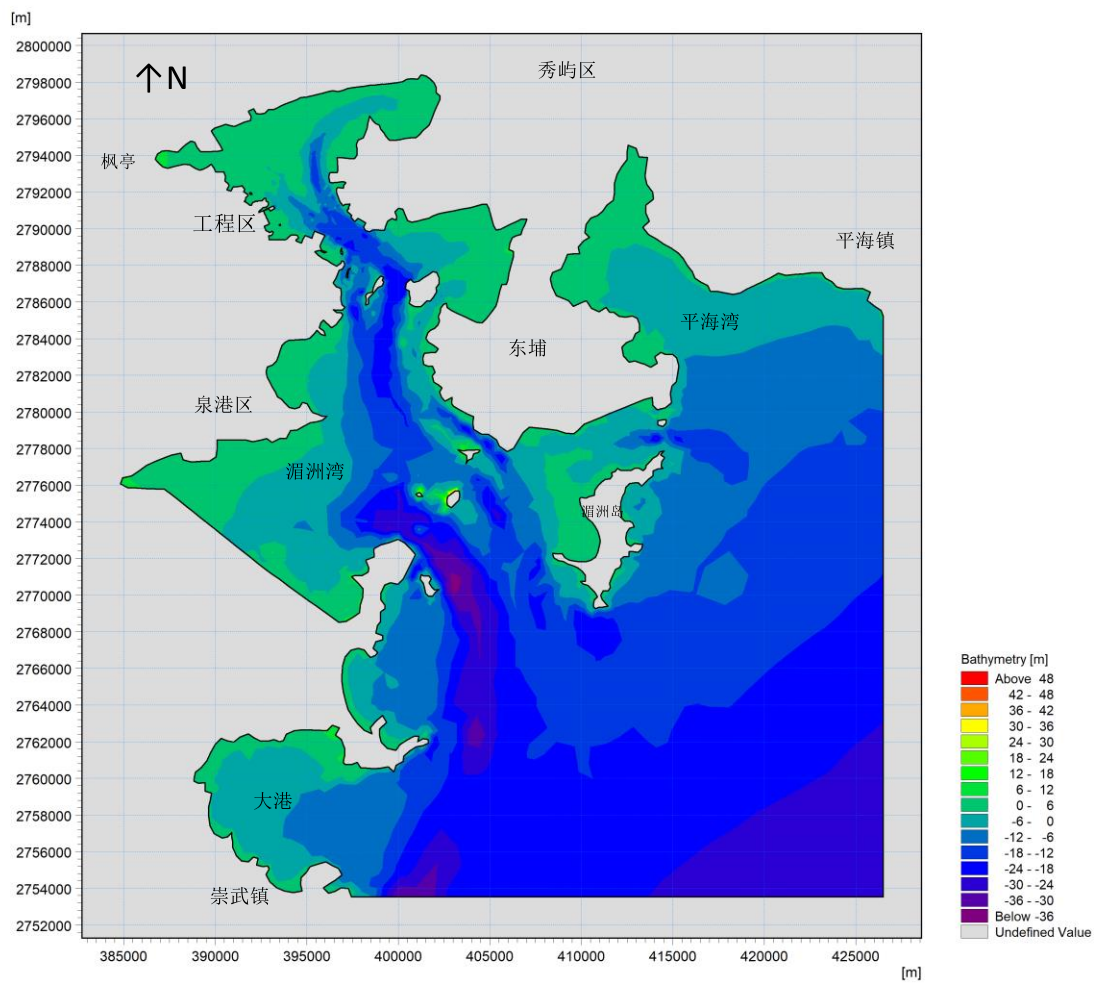 [m]
2800000
2798000
2796000
2794000
2792000
2790000
2788000
2786000
2784000
2782000
2780000
2778000
2776000
2774000
2772000
2770000
2768000
2766000
2764000
2762000
2760000
2758000
2756000
2754000
2752000
↑N
秀屿区
枫亭
工程区
平海镇
平海湾
东埔
泉港区
湄洲湾
湄洲岛
大港
崇武镇
385000 390000 395000 400000 405000 410000 415000 420000 425000
[m]
Bathymetry [m]
Above 48
42 - 48
36 - 42
30 - 36
24 - 30
18 - 24
12 - 18
6 - 12
0 - 6
-6 - 0
-12 - -6
-18 - -12
-24 - -18
-30 - -24
-36 - -30
Below -36
Undefined Value